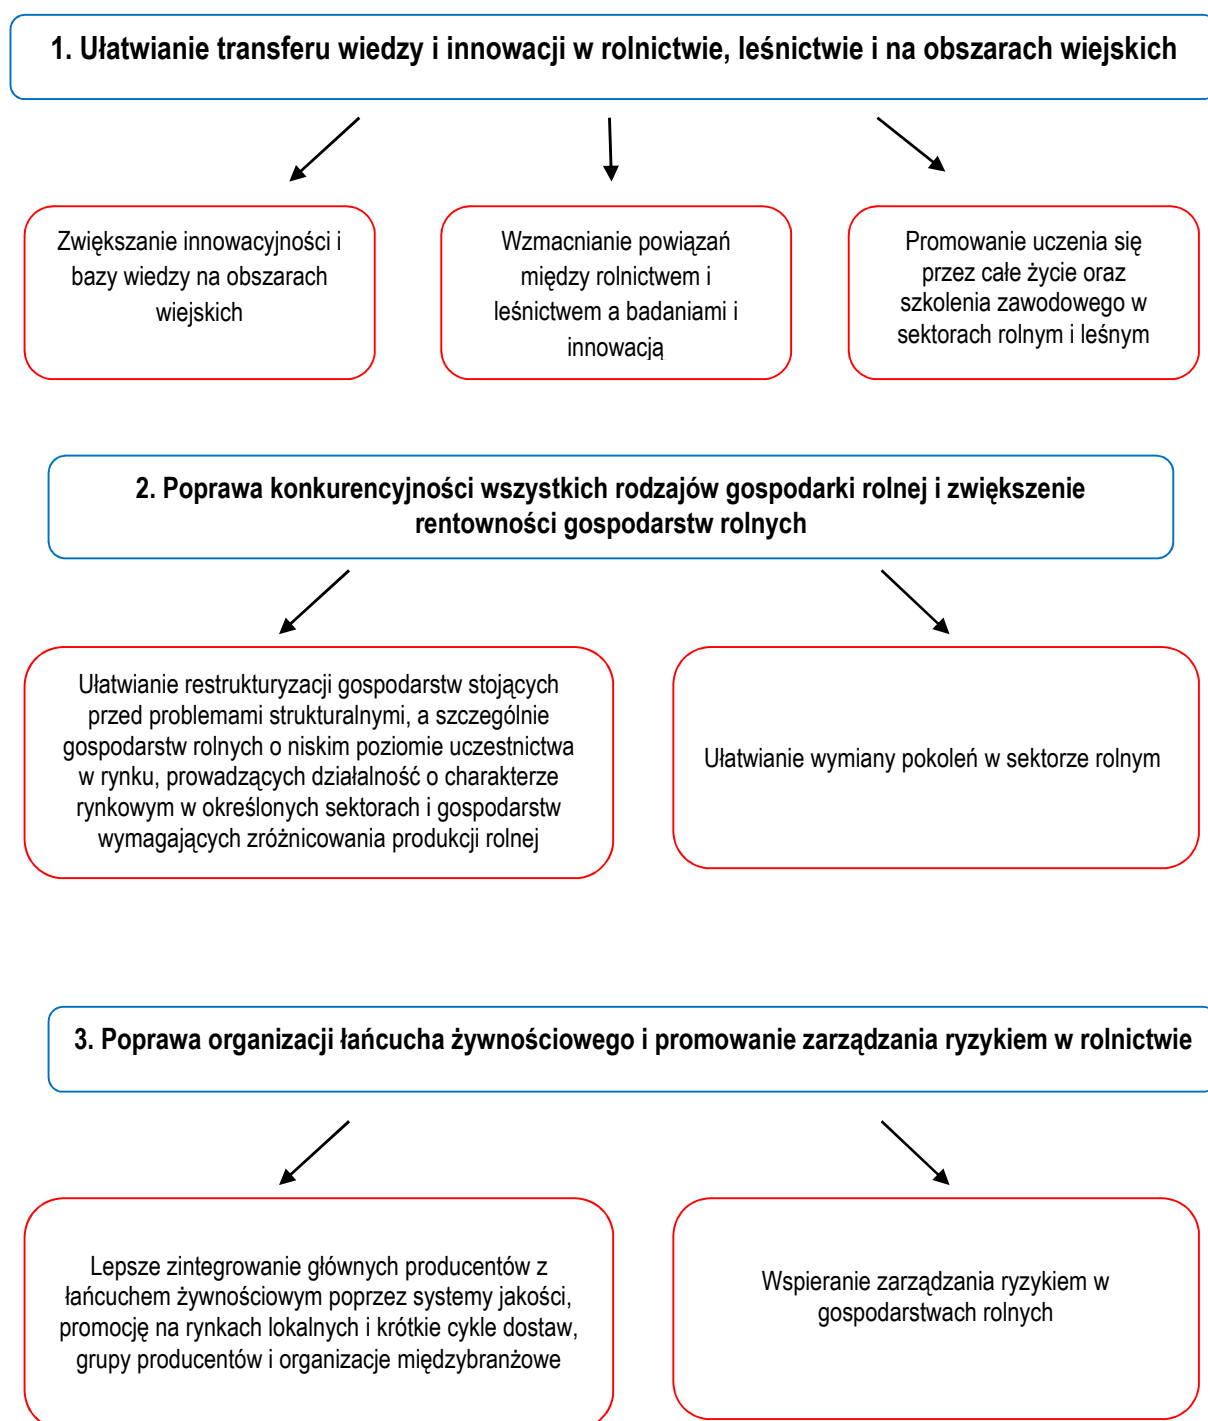 1. Ułatwianie transferu wiedzy i innowacji w rolnictwie, leśnictwie i na obszarach wiejskich
Zwiększanie innowacyjności i
bazy wiedzy na obszarach
wiejskich
Wzmacnianie powiązań
między rolnictwem i
leśnictwem a badaniami i
innowacją
Promowanie uczenia się
przez całe życie oraz
szkolenia zawodowego w
sektorach rolnym i leśnym
2. Poprawa konkurencyjności wszystkich rodzajów gospodarki rolnej i zwiększenie
rentowności gospodarstw rolnych
Ułatwianie restrukturyzacji gospodarstw stojących
przed problemami strukturalnymi, a szczególnie
gospodarstw rolnych o niskim poziomie uczestnictwa
w rynku, prowadzących działalność o charakterze
rynkowym w określonych sektorach i gospodarstw
wymagających zróżnicowania produkcji rolnej
Ułatwianie wymiany pokoleń w sektorze rolnym
3. Poprawa organizacji łańcucha żywnościowego i promowanie zarządzania ryzykiem w rolnictwie
Lepsze zintegrowanie głównych producentów z
łańcuchem żywnościowym poprzez systemy jakości,
promocję na rynkach lokalnych i krótkie cykle dostaw,
grupy producentów i organizacje międzybranżowe
Wspieranie zarządzania ryzykiem w
gospodarstwach rolnych